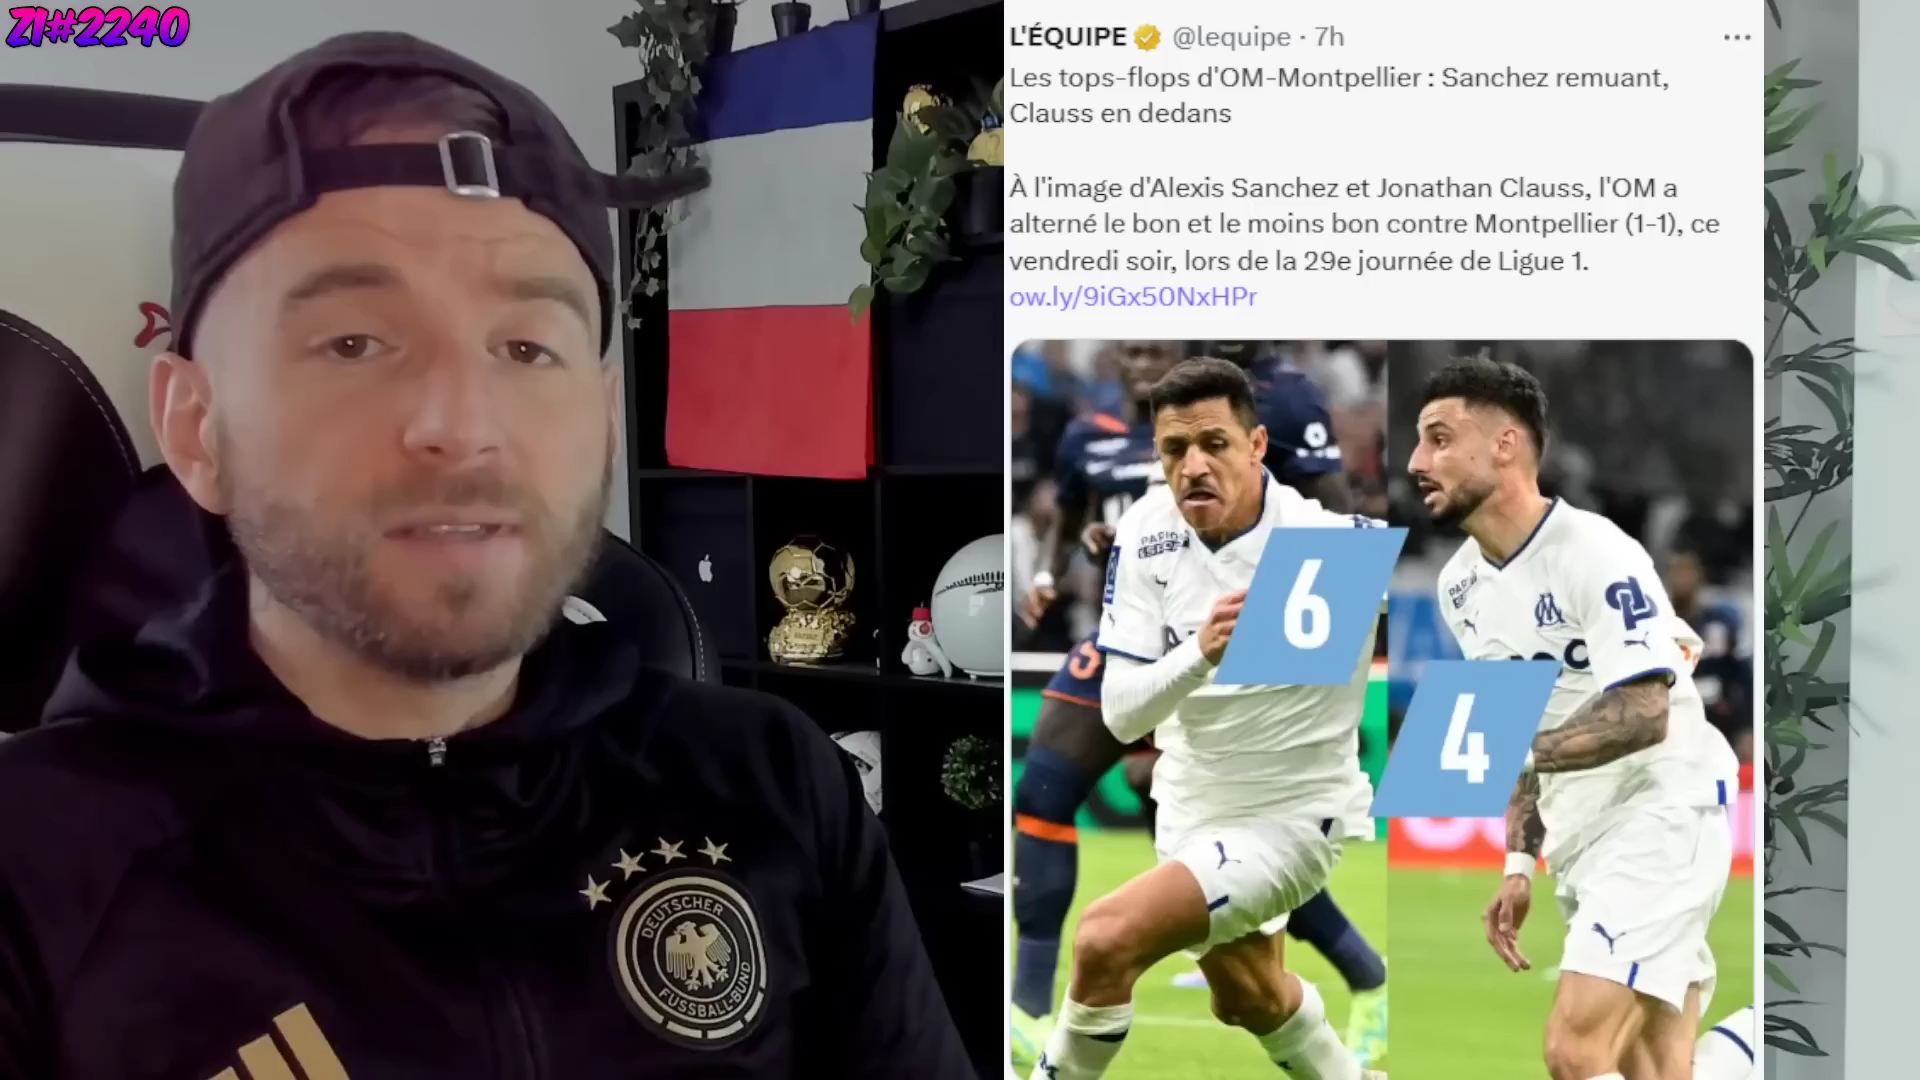 Z1#2240
L'ÉQUIPE @lequipe · 7h
Les tops-flops d'OM-Montpellier : Sanchez remuant,
Clauss en dedans
À l'image d'Alexis Sanchez et Jonathan Clauss, l'OM a
alterné le bon et le moins bon contre Montpellier (1-1), ce
vendredi soir, lors de la 29e journée de Ligue 1.
ow.ly/9iGx50NxHPr
6
4
DEUTSCHER
FUSSBALL-BUND